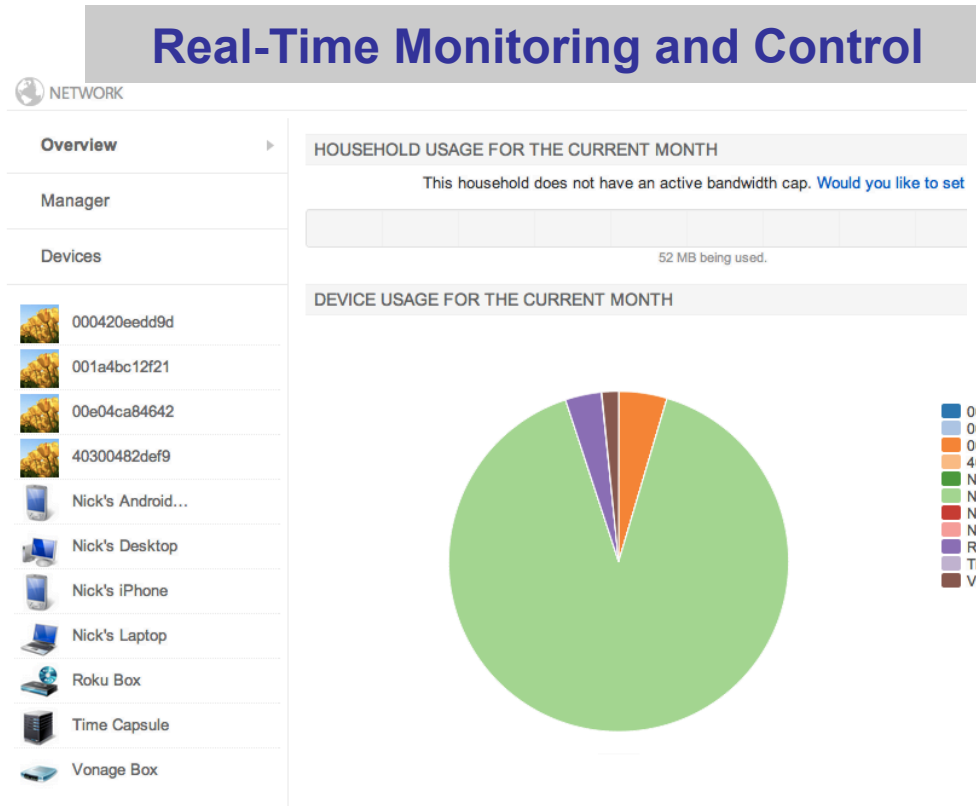 Real-Time Monitoring and Control
NETWORK
Overview
Manager
Devices
000420eedd9d
001a4bc12f21
00e04ca84642
40300482def9
Nick's Android...
Nick's Desktop
Nick's iPhone
Nick's Laptop
Roku Box
Time Capsule
Vonage Box
HOUSEHOLD USAGE FOR THE CURRENT MONTH
This household does not have an active bandwidth cap. Would you like to set
52 MB being used.
DEVICE USAGE FOR THE CURRENT MONTH